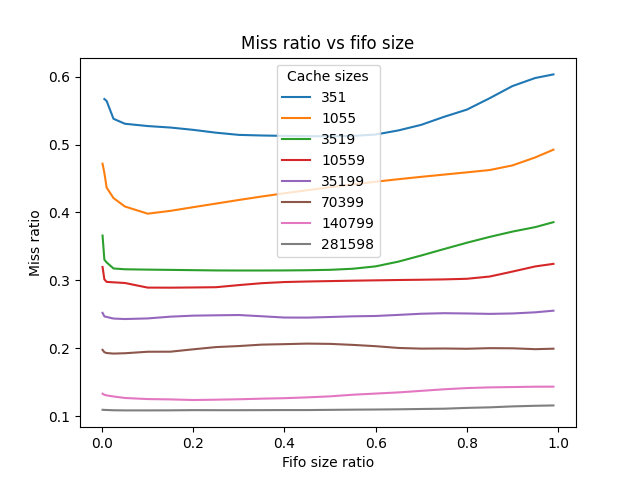 Miss ratio vs fifo size
Cache sizes
351
1055
3519
10559
35199
70399
140799
281598
0.6
0.5
0.4
0.3
0.2
0.1
Miss ratio
0.0 0.2 0.4 0.6 0.8 1.0
Fifo size ratio